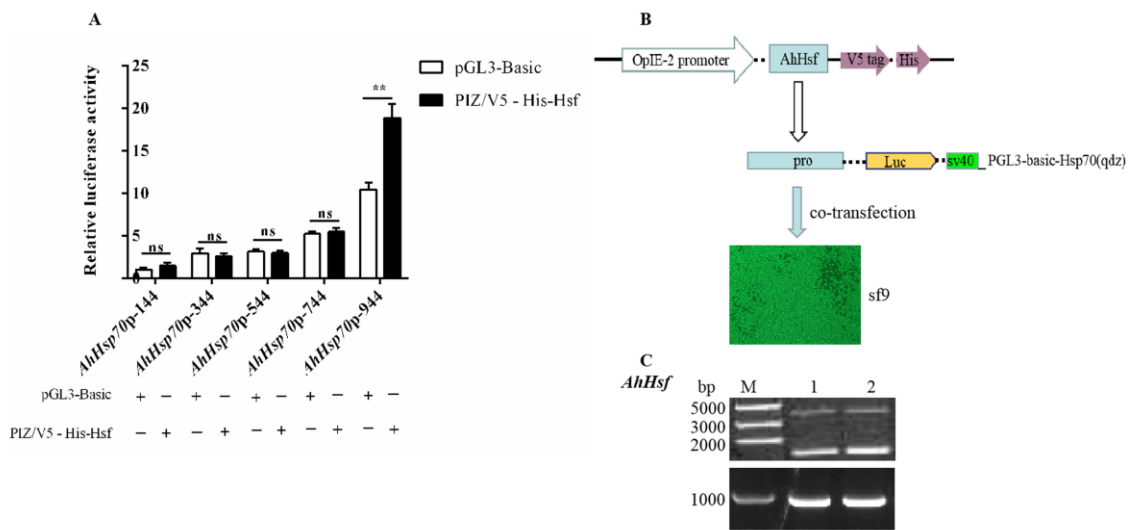 A
Relative luciferase activity
25
20
15
10
5
0
ns
ns
ns
ns
**
pGL3-Basic
PIZ/V5 - His-Hsf
AhHsp70p-144
AhHsp70p-344
AhHsp70p-544
AhHsp70p-744
AhHsp70p-944
pGL3-Basic + − + − + − + − + −
PIZ/V5 - His-Hsf − + − + − + − + − +
B
OpIE-2 promoter AhHsf V5 tag His
pro Luc sv40 PGL3-basic-Hsp70(qdz)
co-transfection
sf9
C
AhHsf
bp M 1 2
5000
3000
2000
1000